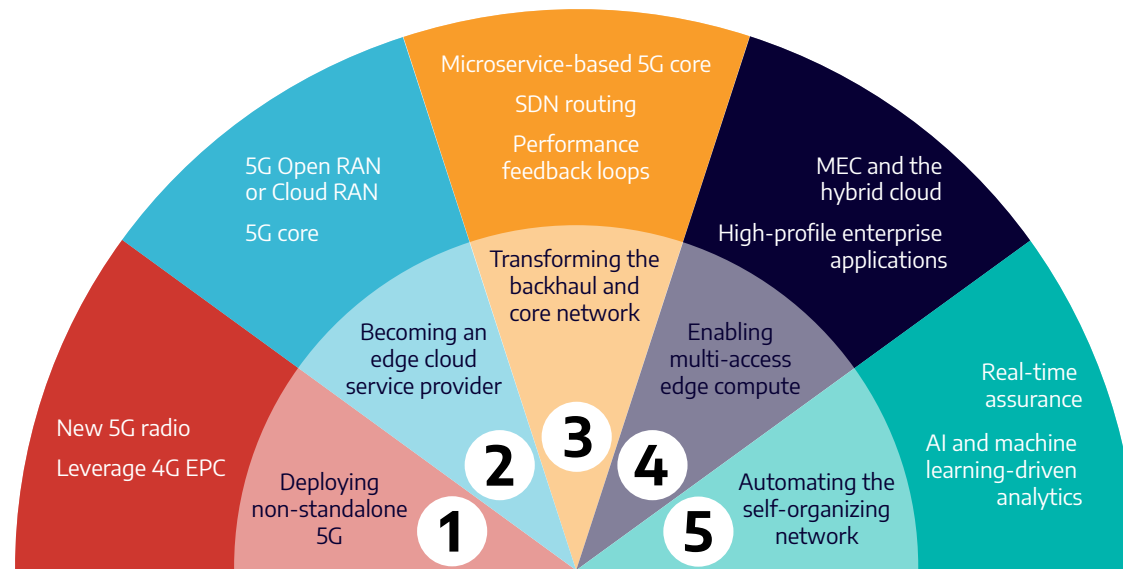 New 5G radio
Leverage 4G EPC
Deploying
non-standalone
5G
1
5G Open RAN
or Cloud RAN
5G core
Becoming an
edge cloud
service provider
2
Microservice-based 5G core
SDN routing
Performance
feedback loops
Transforming the
backhaul and
core network
3
MEC and the
hybrid cloud
High-profile enterprise
applications
Enabling
multi-access
edge compute
4
Real-time
assurance
AI and machine
learning-driven
analytics
Automating the
self-organizing
network
5